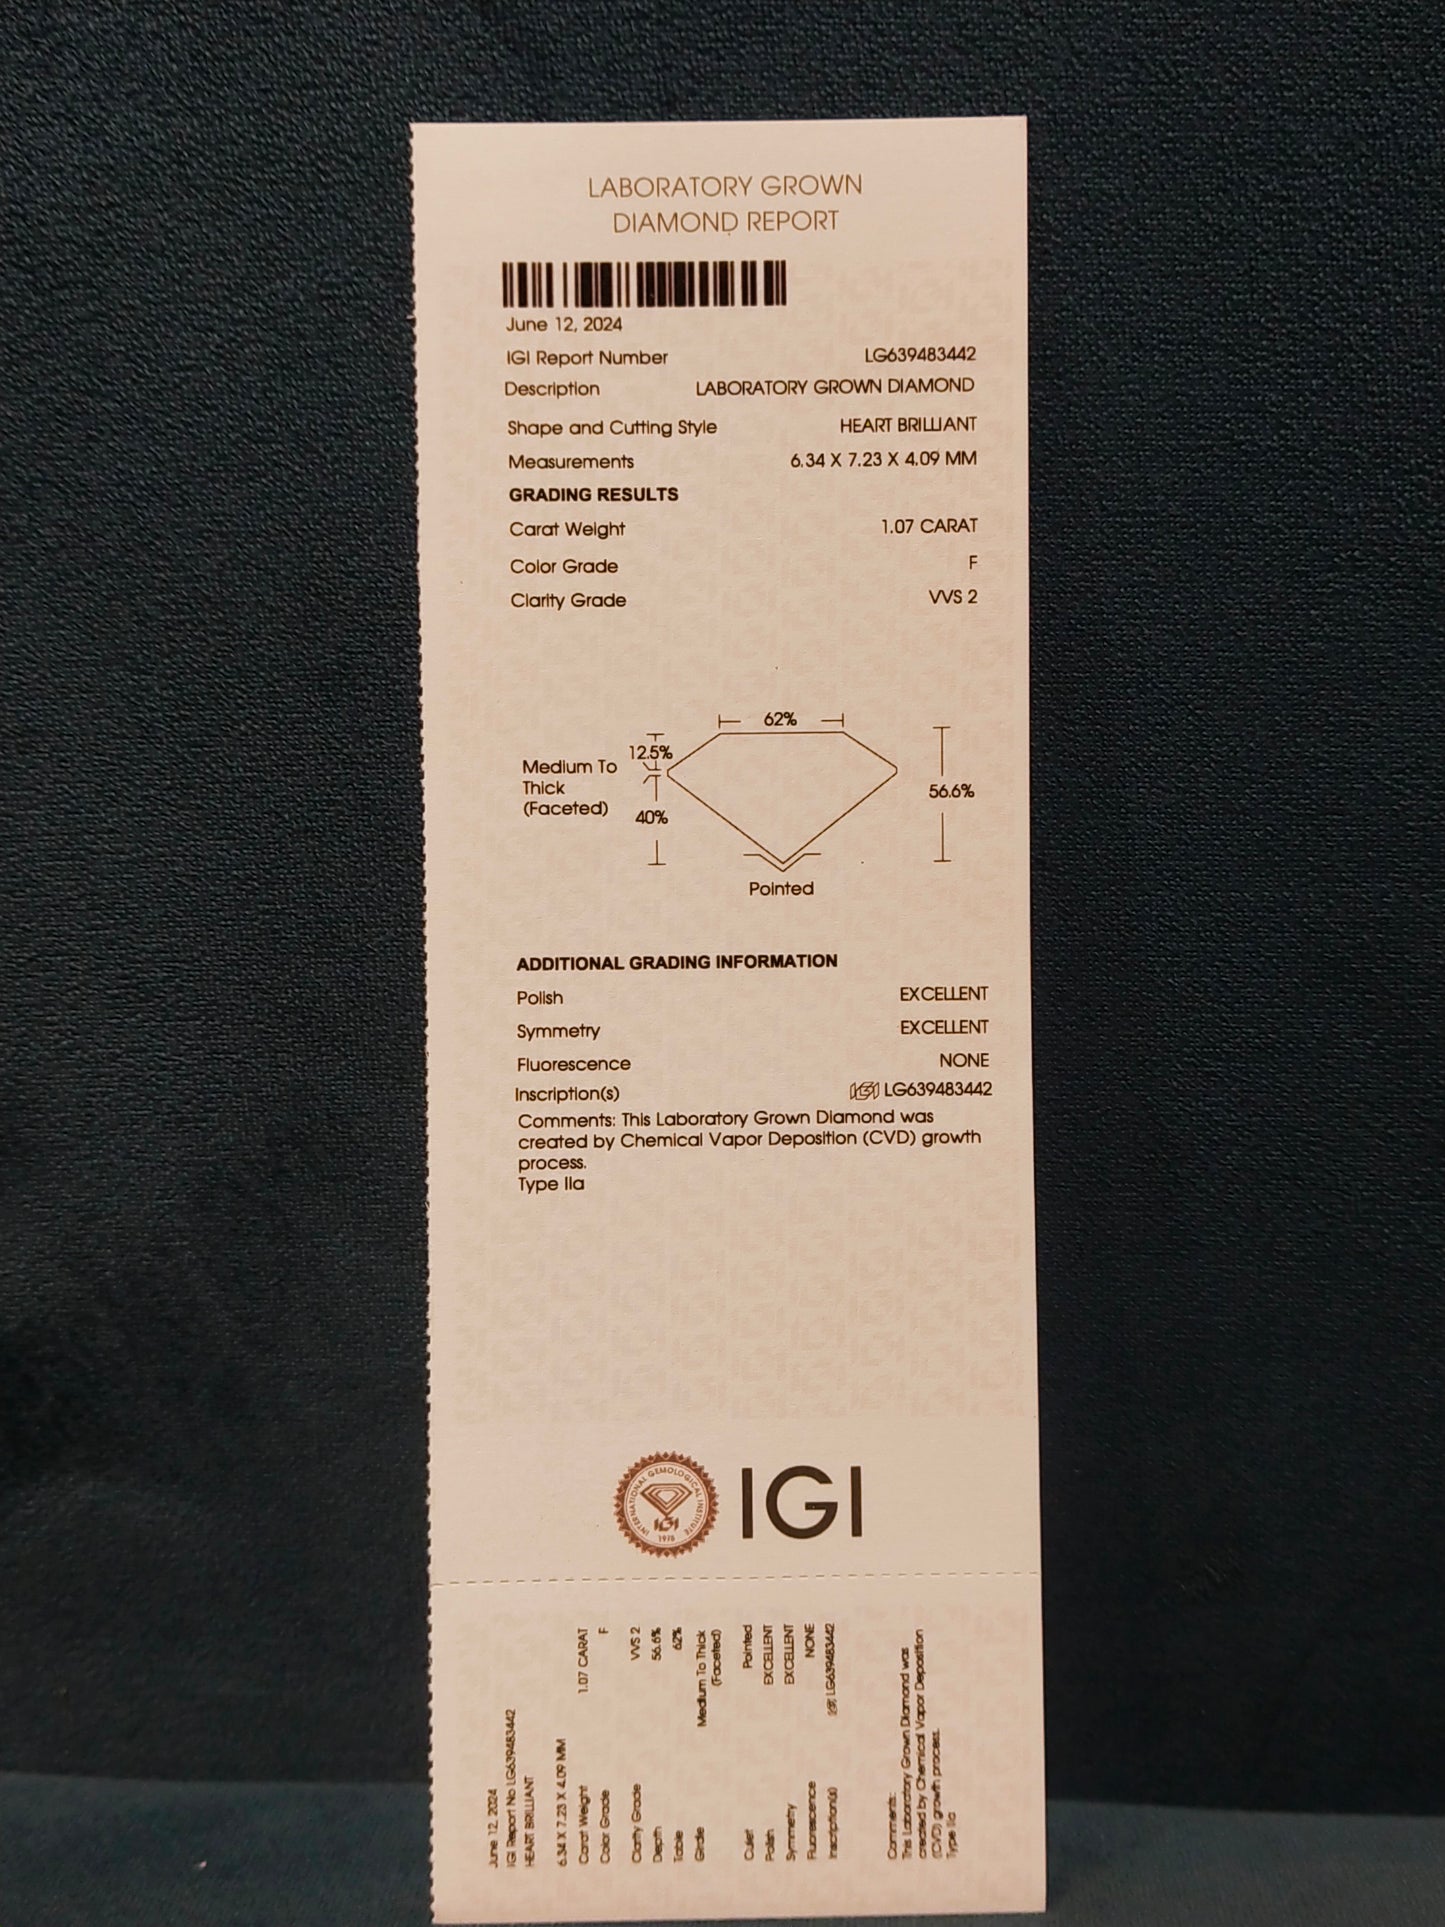 LABORATORY GROWN
DIAMOND REPORT
June 12, 2024
IGI Report Number LG639483442
Description LABORATORY GROWN DIAMOND
Shape and Cutting Style HEART BRILLIANT
Measurements 6.34 X 7.23 X 4.09 MM
GRADING RESULTS
Carat Weight 1.07 CARAT
Color Grade F
Clarity Grade VVS 2
62%
12.5%
Medium To
Thick
(Faceted)
40%
56.6%
Pointed
ADDITIONAL GRADING INFORMATION
Polish EXCELLENT
Symmetry EXCELLENT
Fluorescence NONE
Inscription(s) IGI LG639483442
Comments: This Laboratory Grown Diamond was
created by Chemical Vapor Deposition (CVD) growth
process.
Type IIa
INTERNATIONAL GEMOLOGICAL INSTITUTE
IGI
1975
IGI
June 12, 2024
IGI Report No LG639483442
HEART BRILLIANT
6.34 X 7.23 X 4.09 MM
Carat Weight 1.07 CARAT
Color Grade F
Clarity Grade VVS 2
Depth 56.6%
Table 62%
Girdle Medium To Thick
(Faceted)
Culet Pointed
Polish EXCELLENT
Symmetry EXCELLENT
Fluorescence NONE
Inscription(s) IGI LG639483442
Comments:
This Laboratory Grown Diamond was
created by Chemical Vapor Deposition
(CVD) growth process.
Type IIa